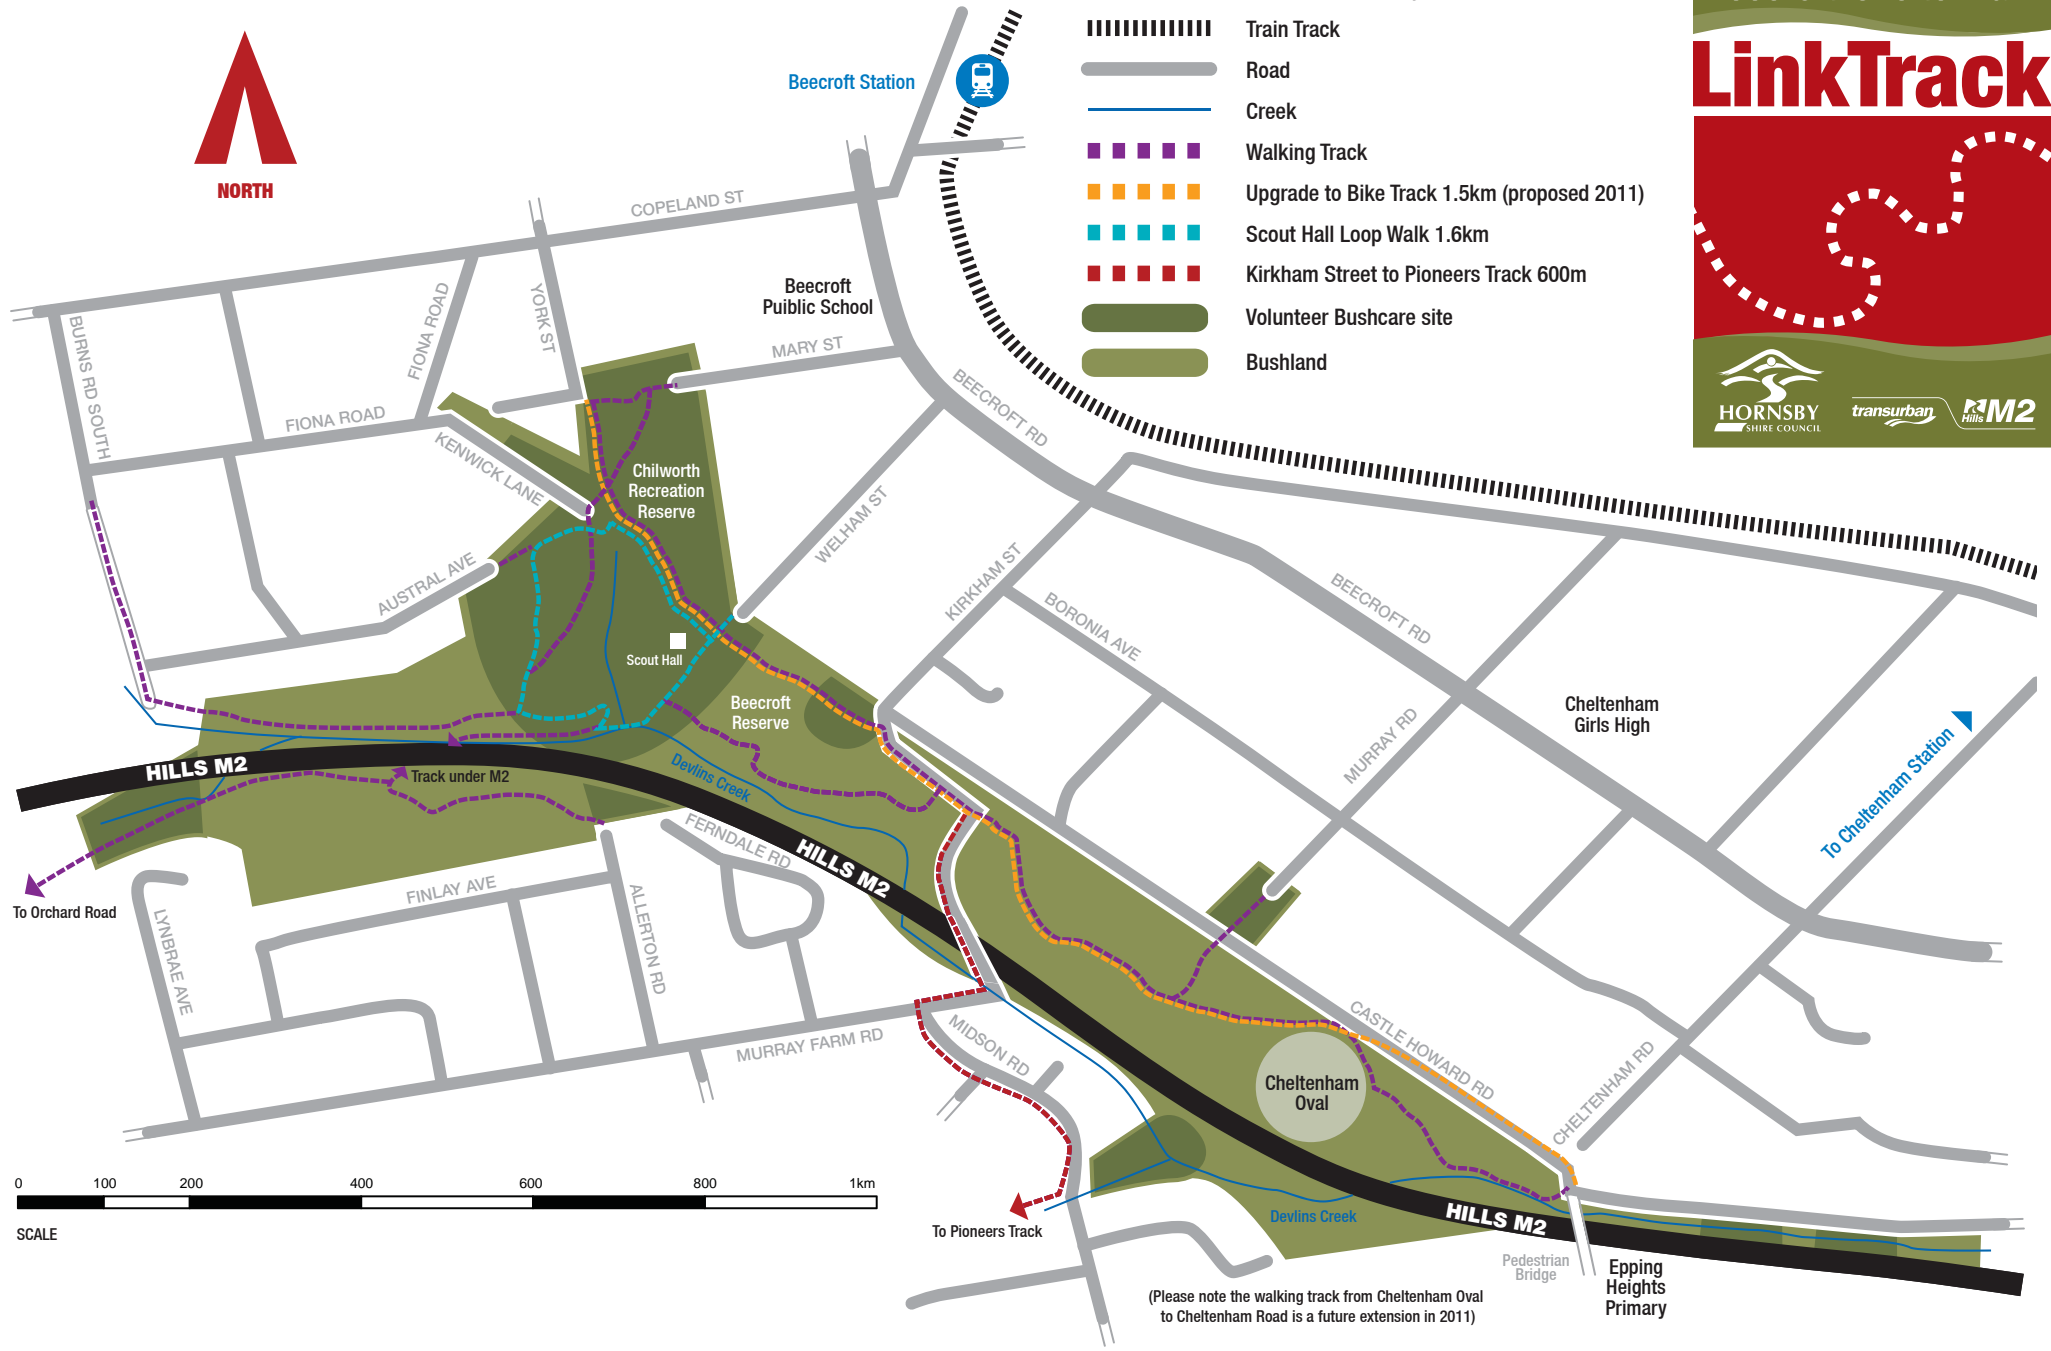 Train Track
Road
Creek
Walking Track
Upgrade to Bike Track 1.5km (proposed 2011)
Scout Hall Loop Walk 1.6km
Kirkham Street to Pioneers Track 600m
Volunteer Bushcare site
Bushland
LinkTrack
HORNSBY
SHIRE COUNCIL
transurban
Hills M2
NORTH
Beecroft Station
COPELAND ST
Beecroft
Puiblic School
BURNS RD SOUTH
FIONA ROAD
YORK ST
MARY ST
FIONA ROAD
KENWICK LANE
BEECROFT RD
Chilworth
Recreation
Reserve
WELHAM ST
AUSTRAL AVE
KIRKHAM ST
BORONIA AVE
BEECROFT RD
Scout Hall
Beecroft
Reserve
MURRAY RD
Cheltenham
Girls High
To Cheltenham Station
HILLS M2
Track under M2
Devlins Creek
FERNDALE RD
HILLS M2
To Orchard Road
FINLAY AVE
LYNBRAE AVE
ALLERTON RD
MURRAY FARM RD
MIDSON RD
CASTLE HOWARD RD
Cheltenham
Oval
CHELTENHAM RD
0 100 200 400 600 800 1km
SCALE
To Pioneers Track
Devlins Creek
HILLS M2
Pedestrian
Bridge
Epping
Heights
Primary
(Please note the walking track from Cheltenham Oval
to Cheltenham Road is a future extension in 2011)